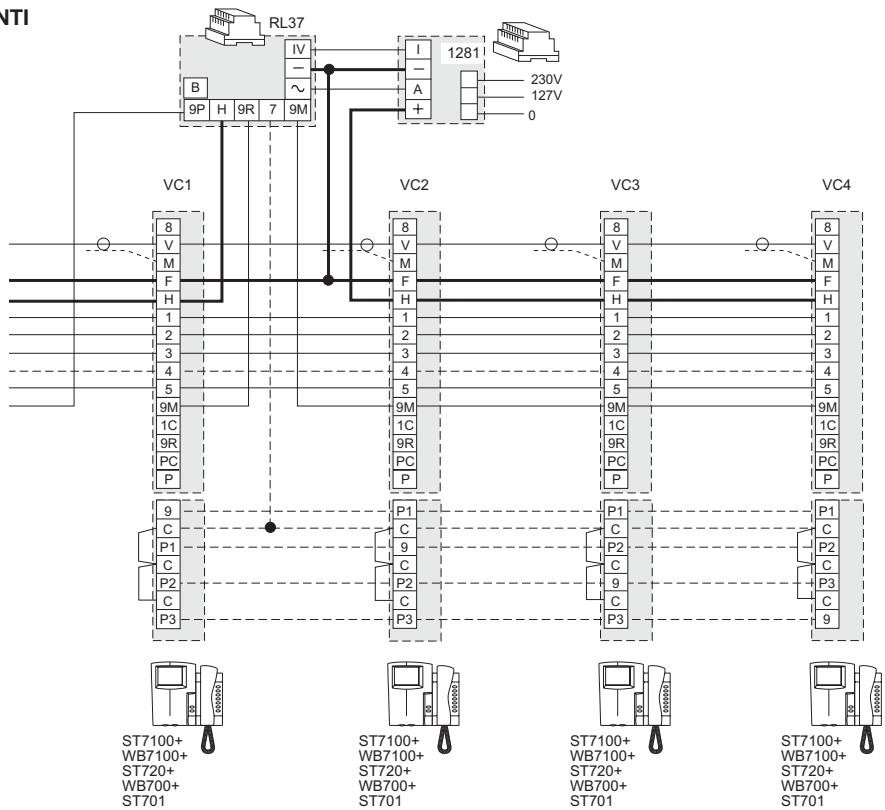 NTI
RL37
IV
I
1281
–
–
230V
B
~
A
127V
9P H 9R 7 9M
+
0
VC1 VC2 VC3 VC4
8 8 8 8
V V V V
M M M M
F F F F
H H H H
1 1 1 1
2 2 2 2
3 3 3 3
4 4 4 4
5 5 5 5
9M 9M 9M 9M
1C 1C 1C 1C
9R 9R 9R 9R
PC PC PC PC
P P P P
9 P1 P1 P1
C C C C
P1 9 P2 P2
C C C C
P2 P2 9 P3
C C C C
P3 P3 P3 9
ST7100+ ST7100+ ST7100+ ST7100+
WB7100+ WB7100+ WB7100+ WB7100+
ST720+ ST720+ ST720+ ST720+
WB700+ WB700+ WB700+ WB700+
ST701 ST701 ST701 ST701